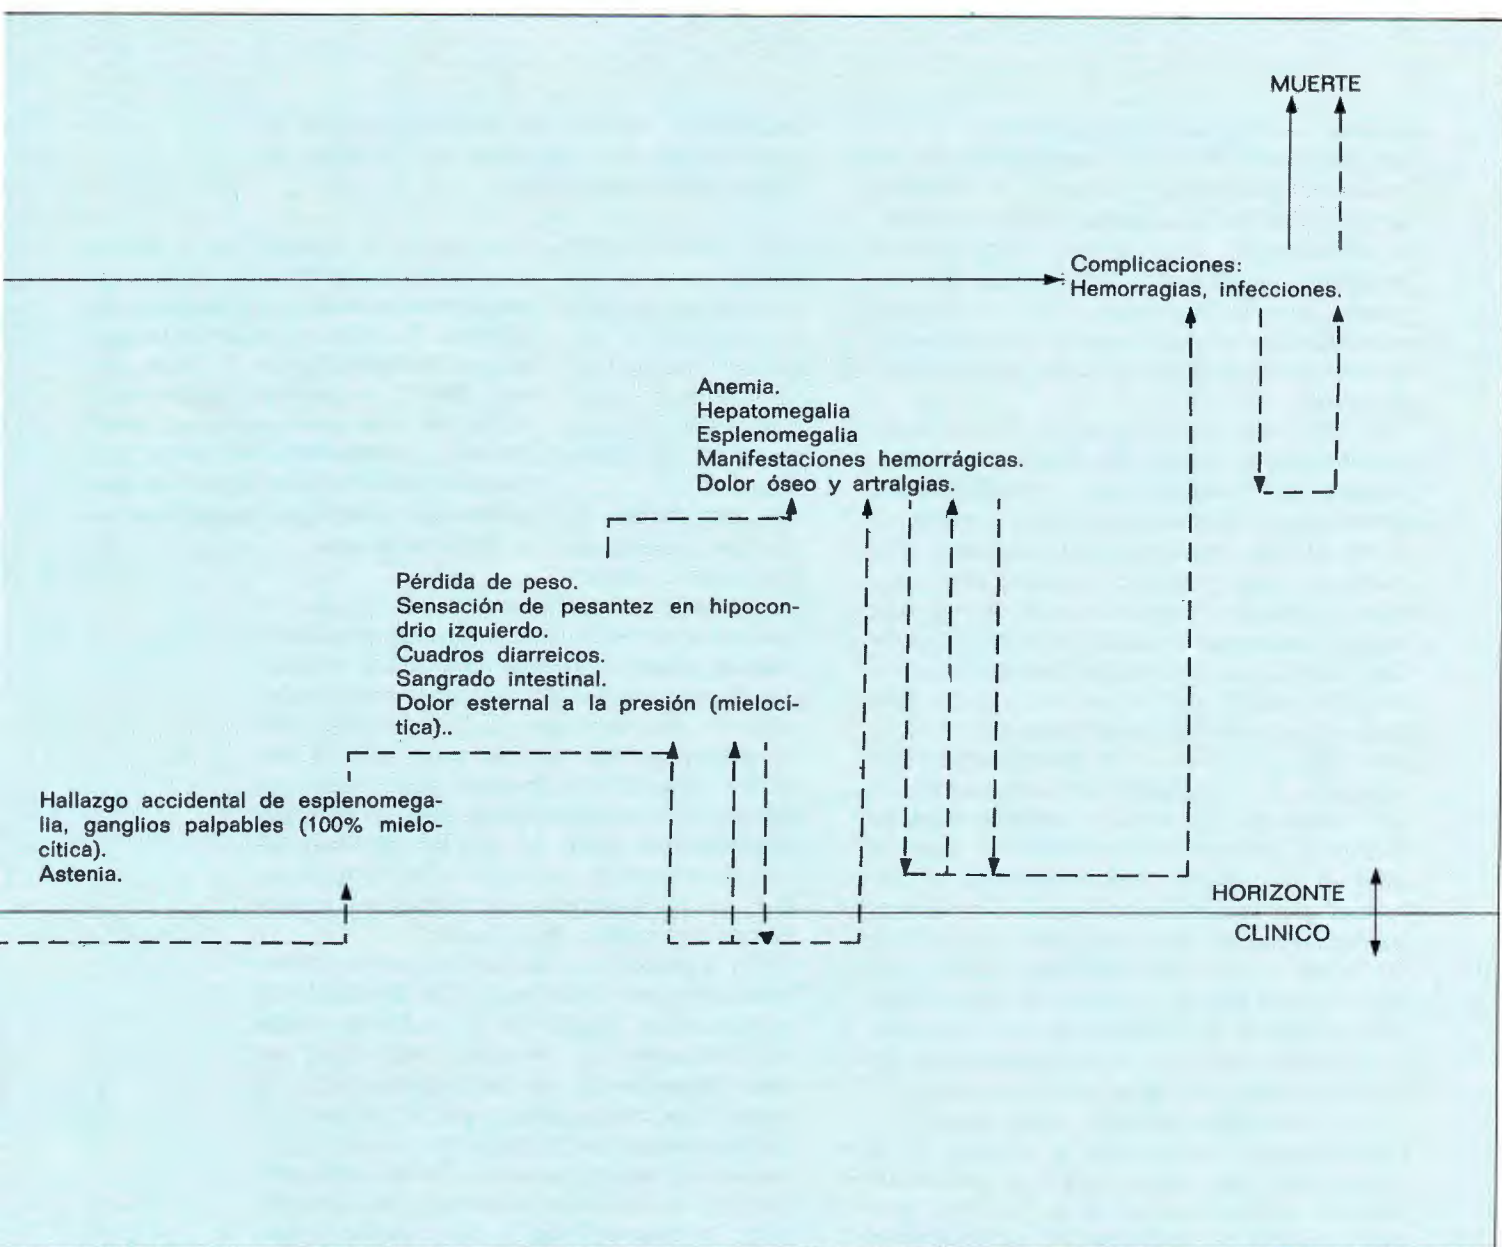 MUERTE
Complicaciones:
Hemorragias, infecciones.
Anemia.
Hepatomegalia
Esplenomegalia
Manifestaciones hemorrágicas.
Dolor óseo y artralgias.
Pérdida de peso.
Sensación de pesantez en hipocon-
drio izquierdo.
Cuadros diarreicos.
Sangrado intestinal.
Dolor esternal a la presión (mielocí-
tica)..
Hallazgo accidental de esplenomega-
lia, ganglios palpables (100% mielo-
cítica).
Astenia.
HORIZONTE
CLINICO